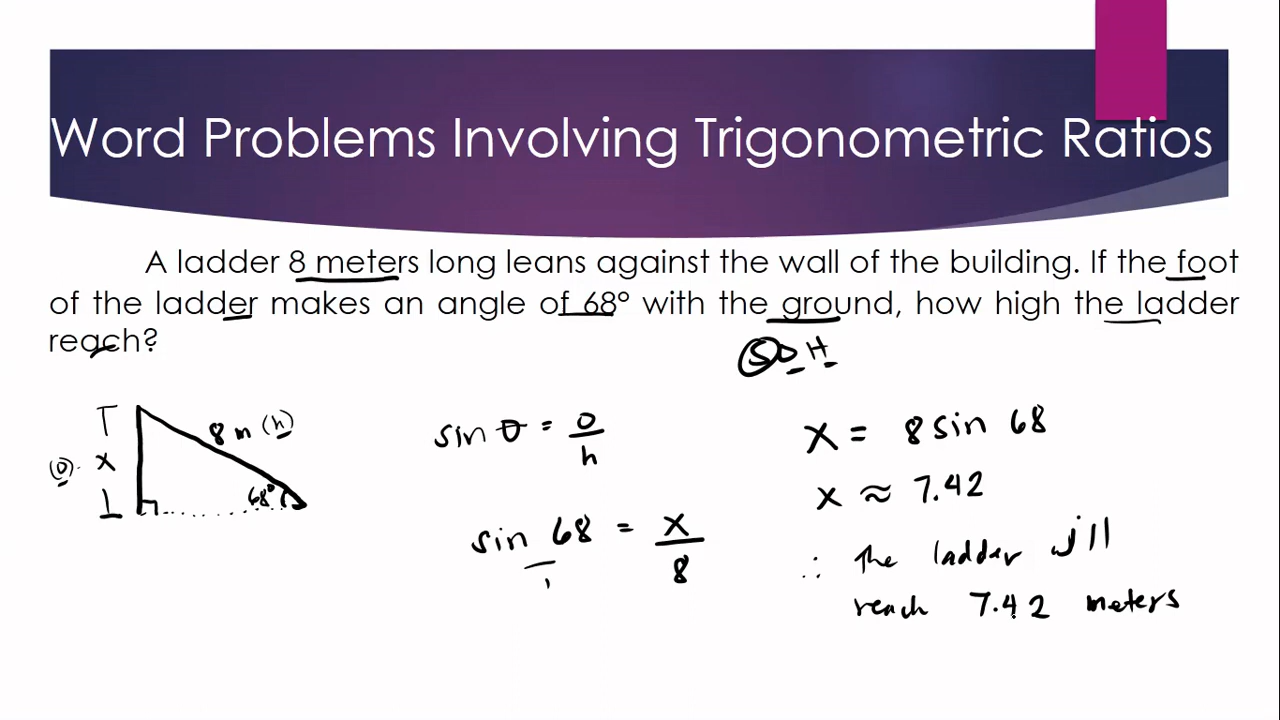 Word Problems Involving Trigonometric Ratios
A ladder 8 meters long leans against the wall of the building. If the foot
of the ladder makes an angle of 68° with the ground, how high the ladder
reach?
SOH
8 m (h)
(o) x
68°
sin θ = o/h
sin 68 = x/8
1
x = 8 sin 68
x ≈ 7.42
∴ the ladder will
reach 7.42 meters